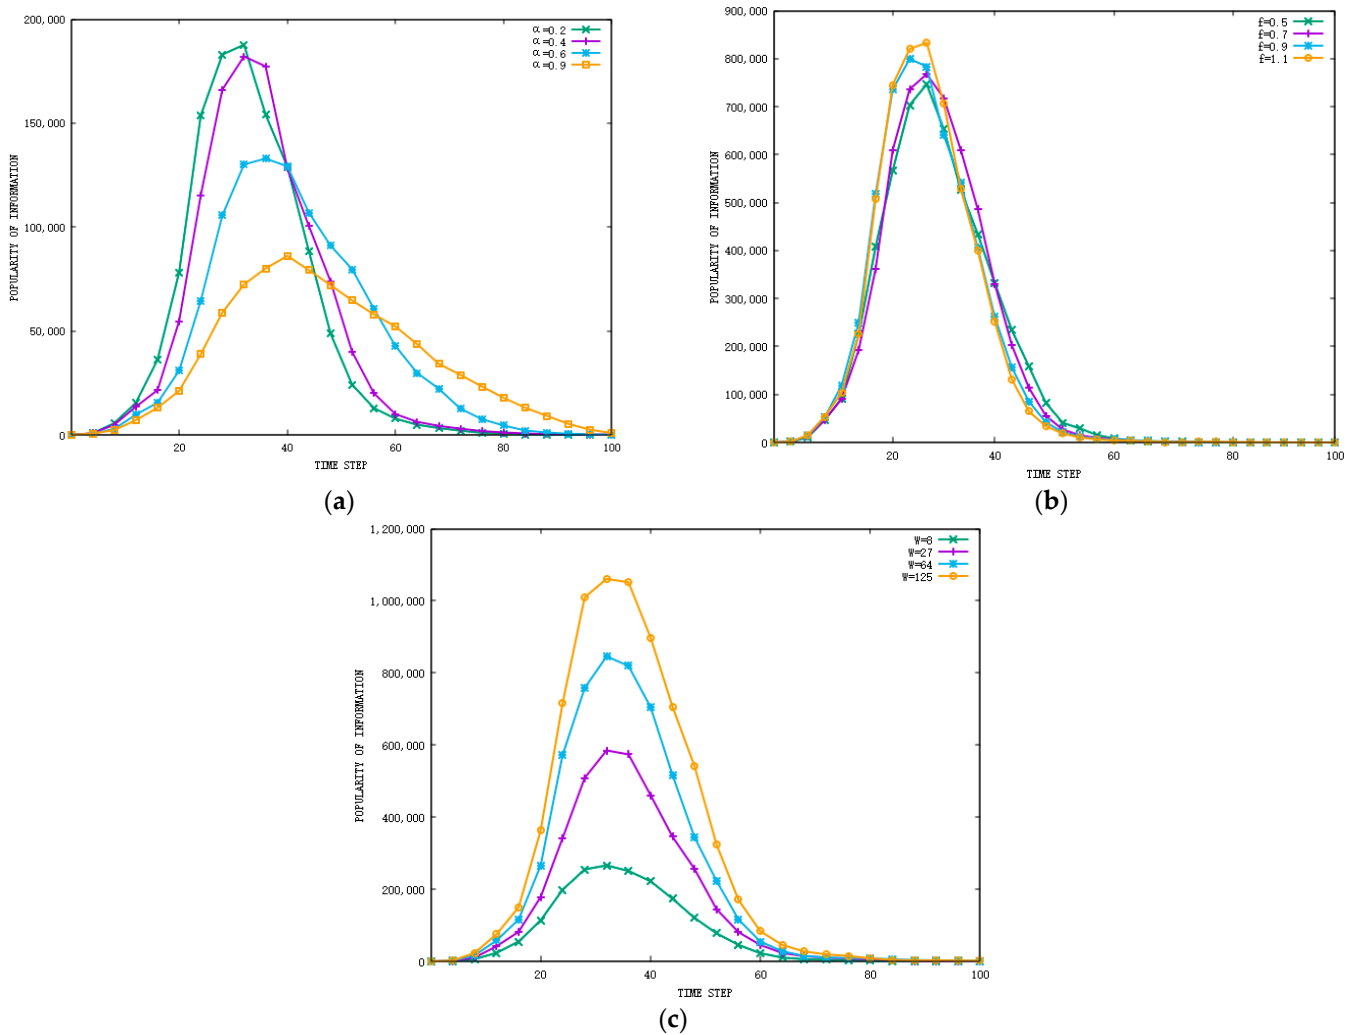 200,000
150,000
100,000
50,000
0
20
40
60
80
100
POPULARITY OF INFORMATION
TIME STEP
α=0.2
α=0.4
α=0.6
α=0.9
(a)
900,000
800,000
700,000
600,000
500,000
400,000
300,000
200,000
100,000
0
20
40
60
80
100
POPULARITY OF INFORMATION
TIME STEP
f=0.5
f=0.7
f=0.9
f=1.1
(b)
1,200,000
1,000,000
800,000
600,000
400,000
200,000
0
20
40
60
80
100
POPULARITY OF INFORMATION
TIME STEP
W=8
W=27
W=64
W=125
(c)